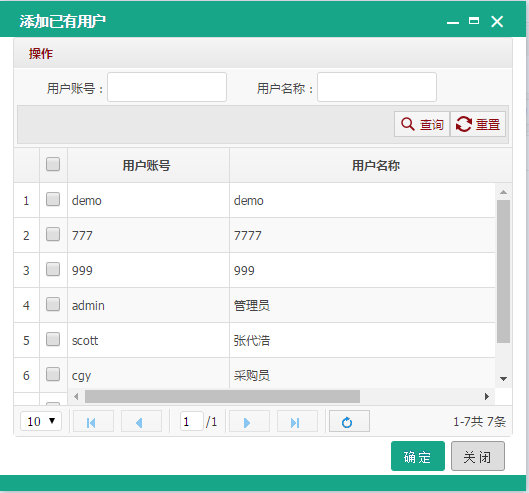 添加已有用户
操作
用户账号： 用户名称：
查询 重置
用户账号 用户名称
1 demo demo
2 777 7777
3 999 999
4 admin 管理员
5 scott 张代浩
6 cgy 采购员
10 1 /1 1-7共 7条
确定 关闭